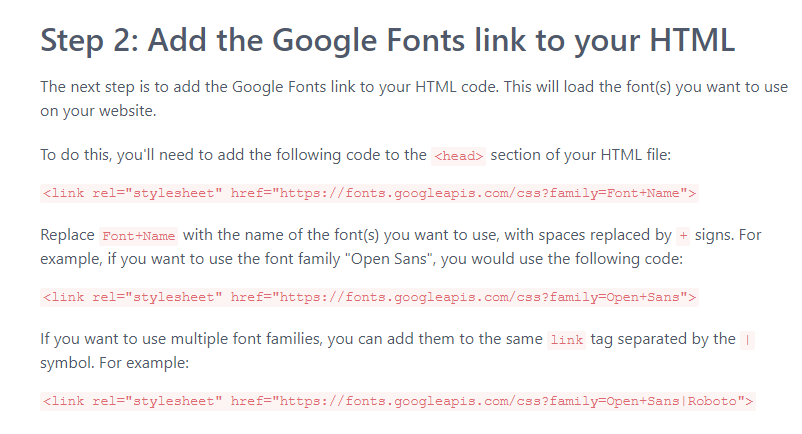 Step 2: Add the Google Fonts link to your HTML
The next step is to add the Google Fonts link to your HTML code. This will load the font(s) you want to use
on your website.
To do this, you'll need to add the following code to the <head> section of your HTML file:
<link rel="stylesheet" href="https://fonts.googleapis.com/css?family=Font+Name">
Replace Font+Name with the name of the font(s) you want to use, with spaces replaced by + signs. For
example, if you want to use the font family "Open Sans", you would use the following code:
<link rel="stylesheet" href="https://fonts.googleapis.com/css?family=Open+Sans">
If you want to use multiple font families, you can add them to the same link tag separated by the |
symbol. For example:
<link rel="stylesheet" href="https://fonts.googleapis.com/css?family=Open+Sans|Roboto">